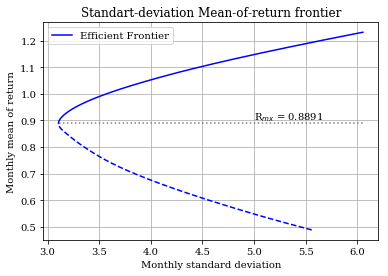 Standart-deviation Mean-of-return frontier
Efficient Frontier
Monthly mean of return
1.2
1.1
1.0
0.9
0.8
0.7
0.6
0.5
R_mx = 0.8891
3.0 3.5 4.0 4.5 5.0 5.5 6.0
Monthly standard deviation